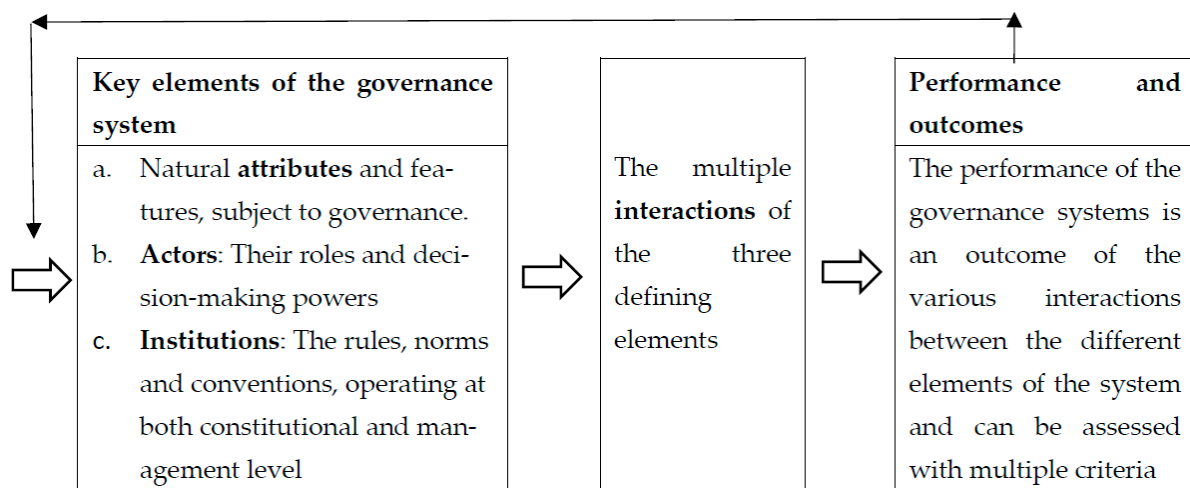 Key elements of the governance
system
a. Natural attributes and fea-
tures, subject to governance.
b. Actors: Their roles and deci-
sion-making powers
c. Institutions: The rules, norms
and conventions, operating at
both constitutional and man-
agement level
The multiple
interactions of
the three
defining
elements
Performance and
outcomes
The performance of the
governance systems is
an outcome of the
various interactions
between the different
elements of the system
and can be assessed
with multiple criteria